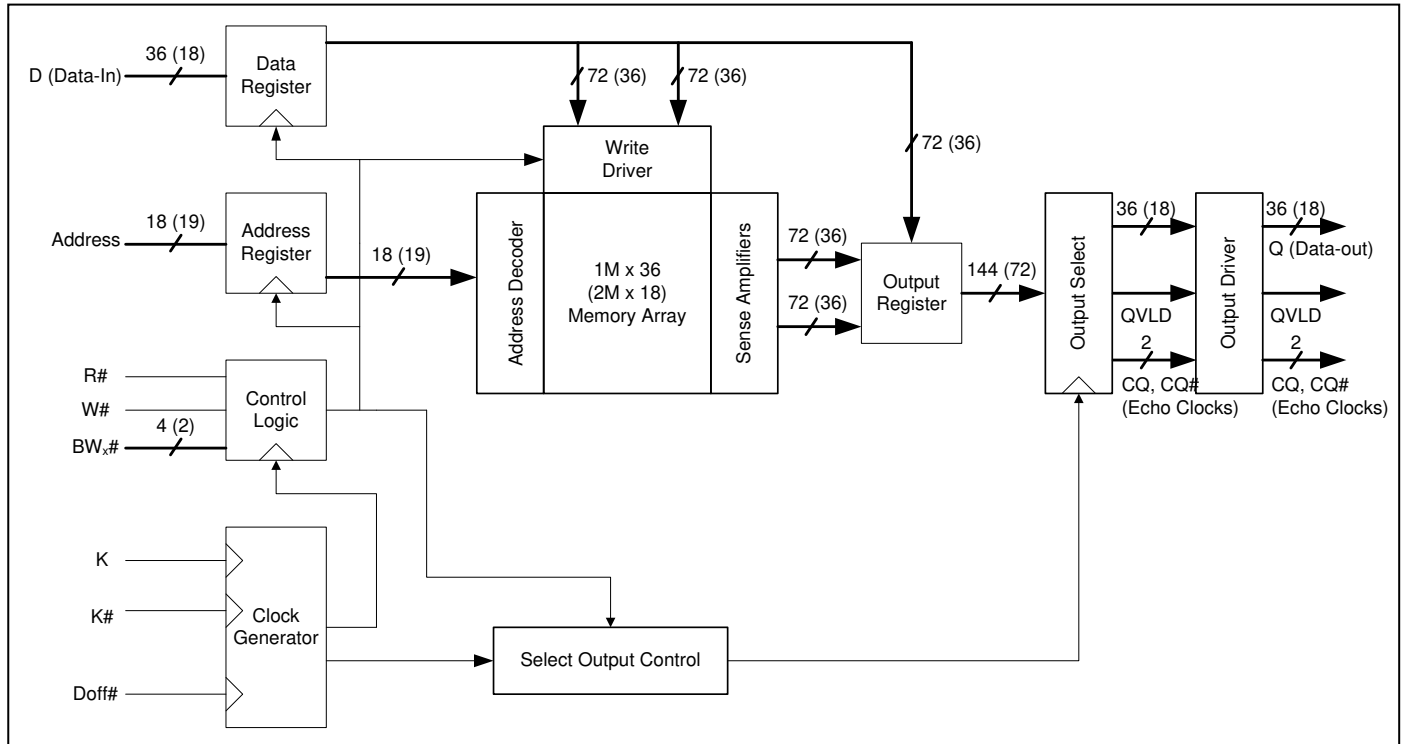 36 (18)
D (Data-In)
Data
Register
72 (36)
72 (36)
72 (36)
Write
Driver
18 (19)
Address
Address
Register
18 (19)
Address Decoder
1M x 36
(2M x 18)
Memory Array
Sense Amplifiers
72 (36)
72 (36)
Output
Register
144 (72)
Output Select
36 (18)
QVLD
2
CQ, CQ#
(Echo Clocks)
Output Driver
36 (18)
Q (Data-out)
QVLD
2
CQ, CQ#
(Echo Clocks)
R#
W#
4 (2)
BWₓ#
Control
Logic
K
K#
Doff#
Clock
Generator
Select Output Control